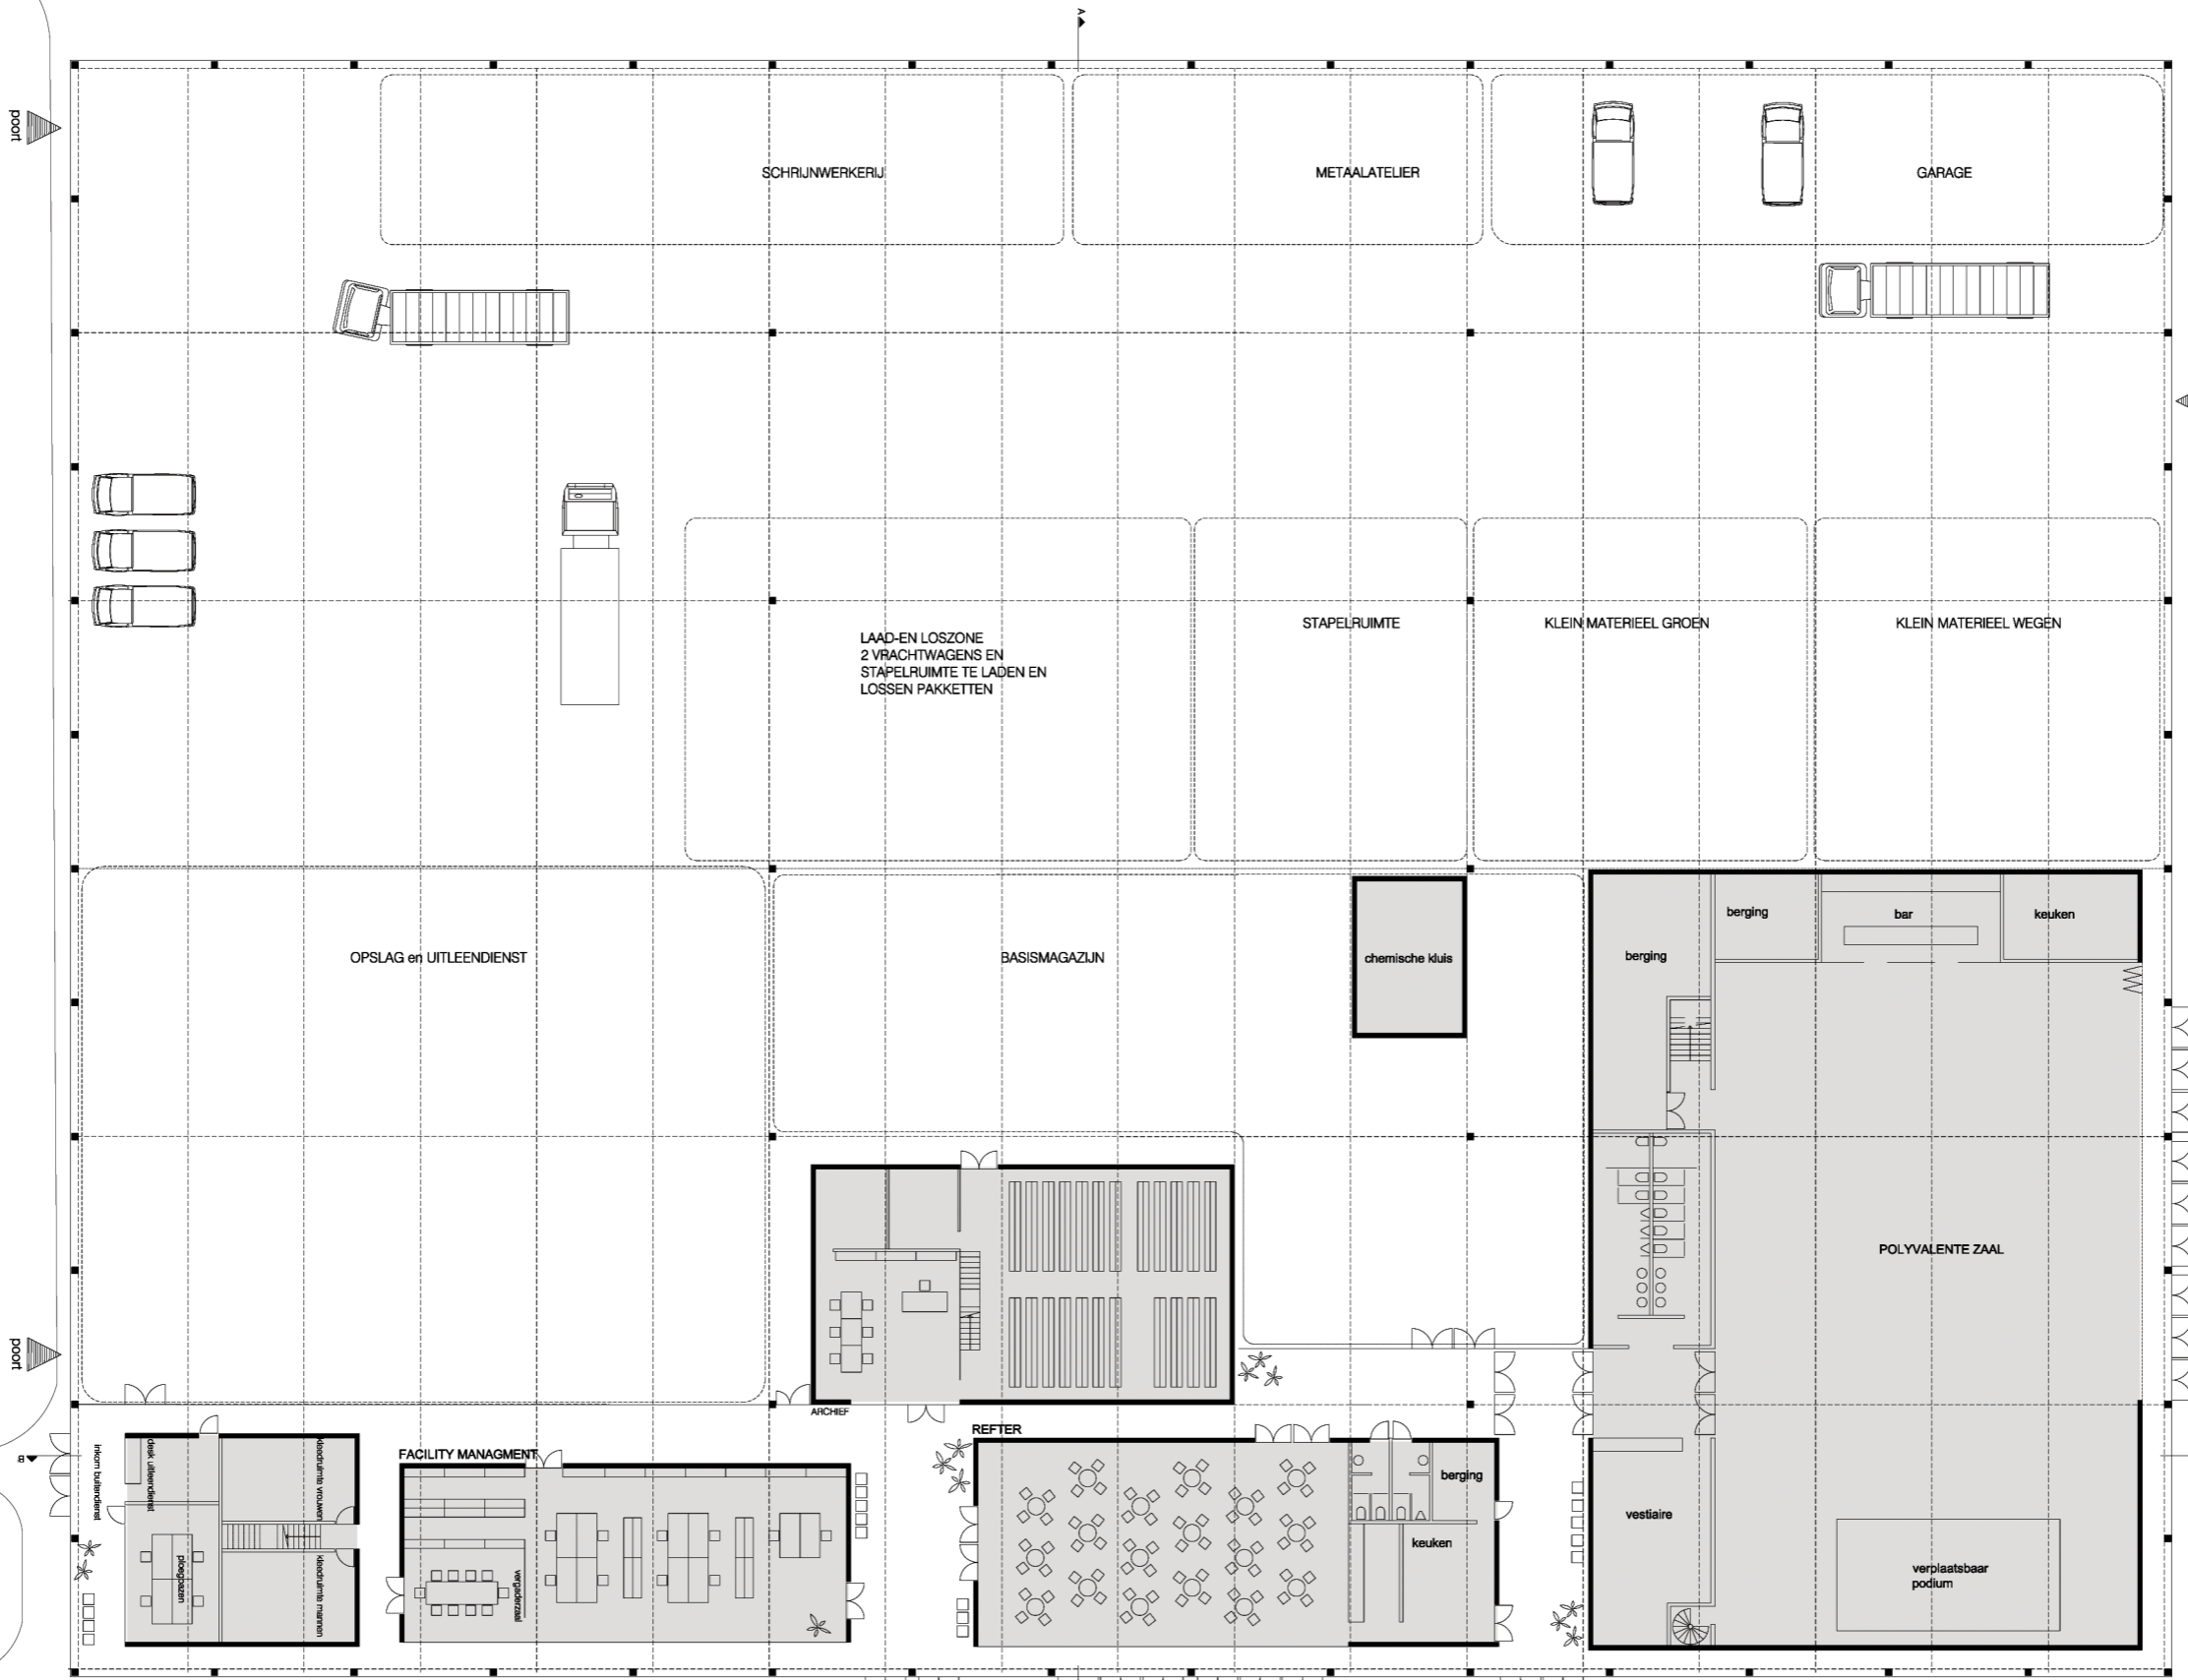 A
poort
SCHRIJNWERKERIJ
METAALATELIER
GARAGE
LAAD-EN LOSZONE
2 VRACHTWAGENS EN
STAPELRUIMTE TE LADEN EN
LOSSEN PAKKETTEN
STAPELRUIMTE
KLEIN MATERIEEL GROEN
KLEIN MATERIEEL WEGEN
OPSLAG en UITLEENDIENST
BASISMAGAZIJN
chemische kluis
berging
berging
bar
keuken
POLYVALENTE ZAAL
poort
ARCHIEF
B
inkom buitendienst
desk uitleendienst
kleedruimte vrouwen
ploegbazen
kleedruimte mannen
FACILITY MANAGMENT
vergaderzaal
REFTER
berging
keuken
vestiaire
verplaatsbaar
podium